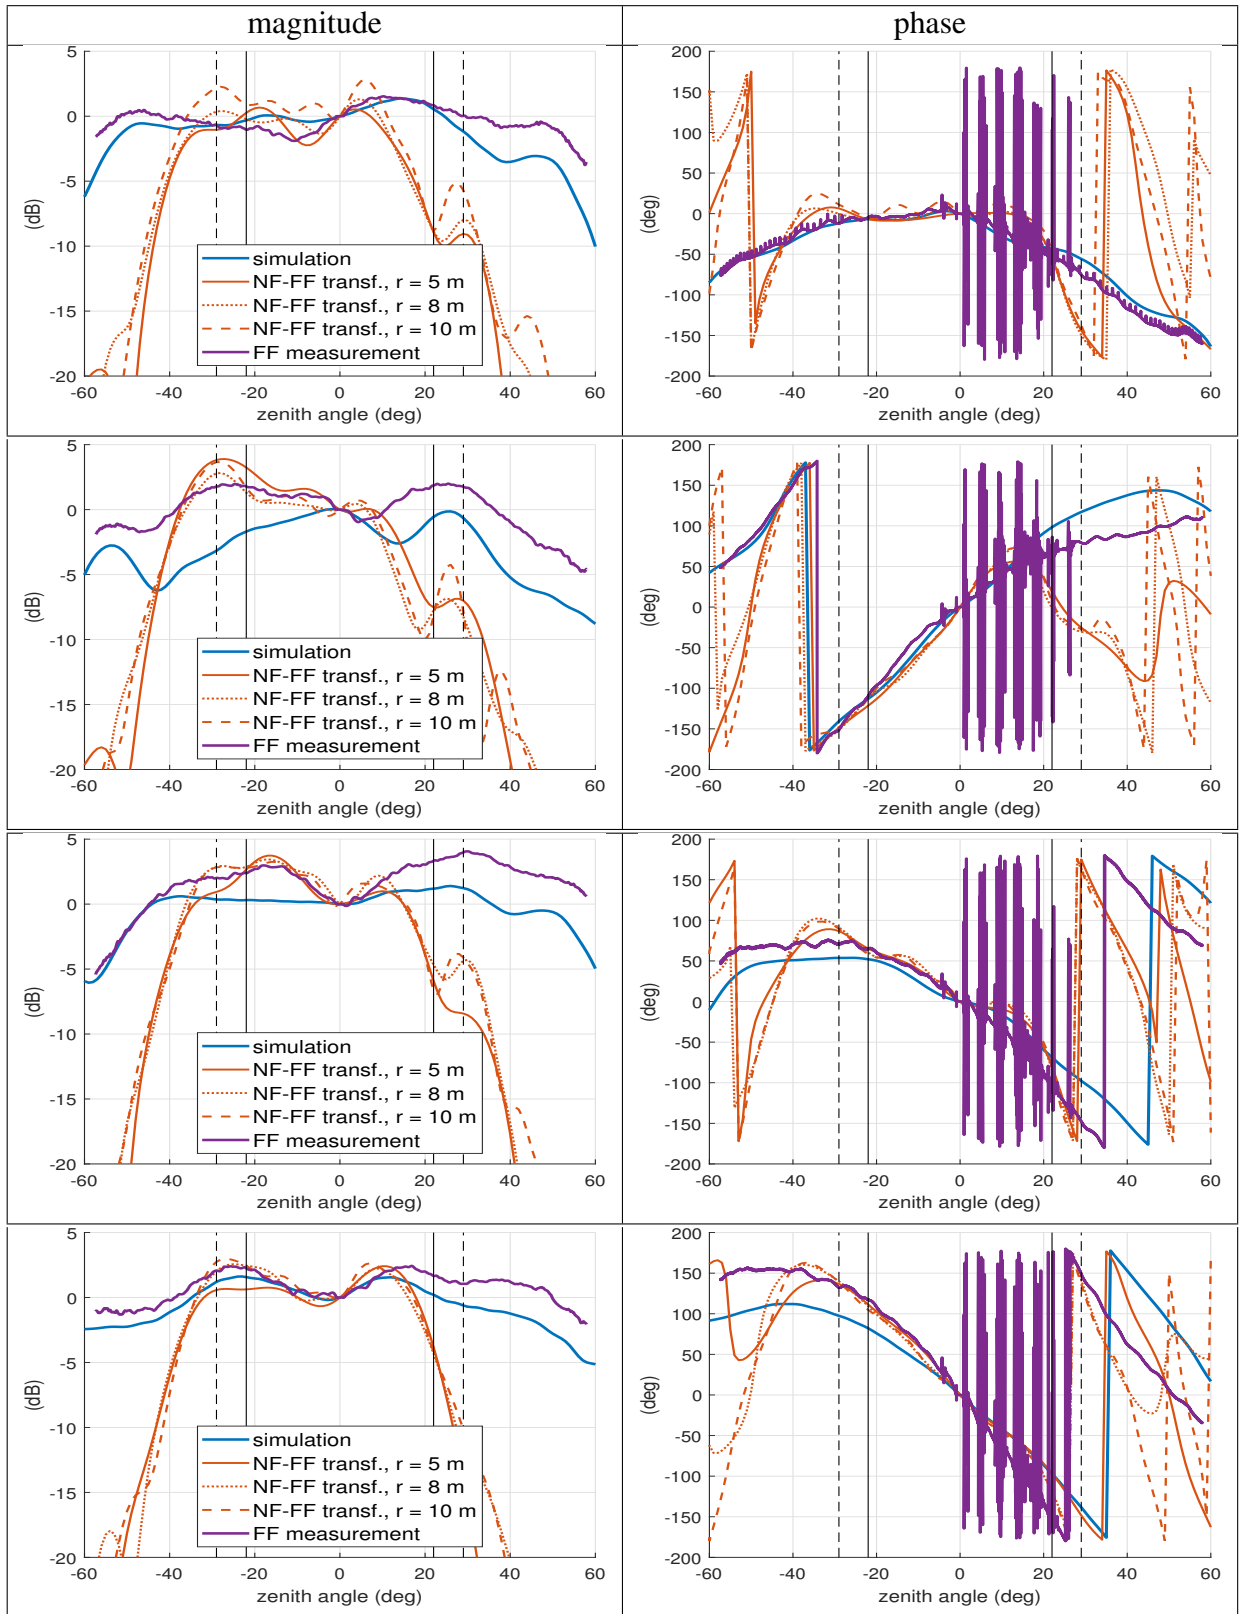 magnitude
phase
5
0
-5
-10
-15
-20
(dB)
simulation
NF-FF transf., r = 5 m
NF-FF transf., r = 8 m
NF-FF transf., r = 10 m
FF measurement
-60 -40 -20 0 20 40 60
zenith angle (deg)
200
150
100
50
0
-50
-100
-150
-200
(deg)
-60 -40 -20 0 20 40 60
zenith angle (deg)
5
0
-5
-10
-15
-20
(dB)
simulation
NF-FF transf., r = 5 m
NF-FF transf., r = 8 m
NF-FF transf., r = 10 m
FF measurement
-60 -40 -20 0 20 40 60
zenith angle (deg)
200
150
100
50
0
-50
-100
-150
-200
(deg)
-60 -40 -20 0 20 40 60
zenith angle (deg)
5
0
-5
-10
-15
-20
(dB)
simulation
NF-FF transf., r = 5 m
NF-FF transf., r = 8 m
NF-FF transf., r = 10 m
FF measurement
-60 -40 -20 0 20 40 60
zenith angle (deg)
200
150
100
50
0
-50
-100
-150
-200
(deg)
-60 -40 -20 0 20 40 60
zenith angle (deg)
5
0
-5
-10
-15
-20
(dB)
simulation
NF-FF transf., r = 5 m
NF-FF transf., r = 8 m
NF-FF transf., r = 10 m
FF measurement
-60 -40 -20 0 20 40 60
zenith angle (deg)
200
150
100
50
0
-50
-100
-150
-200
(deg)
-60 -40 -20 0 20 40 60
zenith angle (deg)